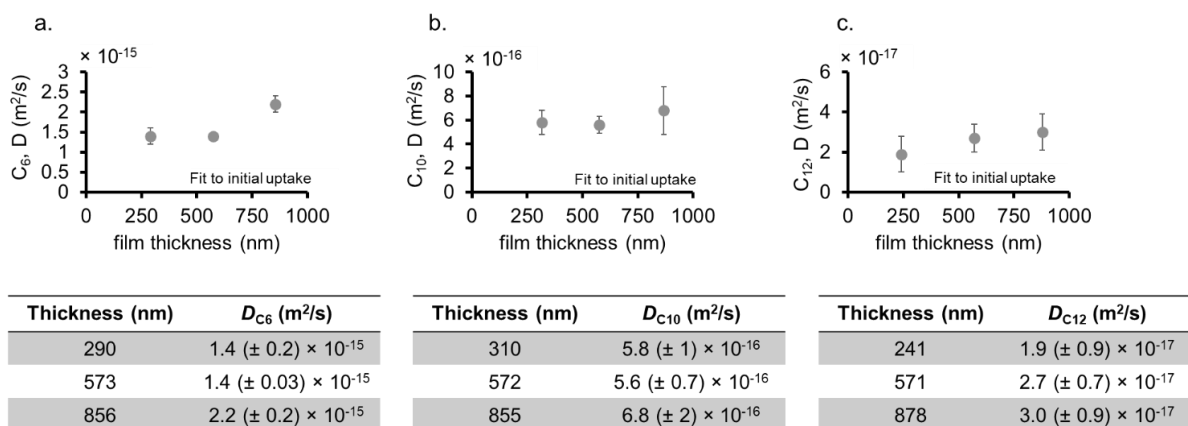 a.
× 10⁻¹⁵
3
2.5
2
1.5
1
0.5
0
C₆, D (m²/s)
Fit to initial uptake
0 250 500 750 1000
film thickness (nm)
b.
× 10⁻¹⁶
10
8
6
4
2
0
C₁₀, D (m²/s)
Fit to initial uptake
0 250 500 750 1000
film thickness (nm)
c.
× 10⁻¹⁷
6
4
2
0
C₁₂, D (m²/s)
Fit to initial uptake
0 250 500 750 1000
film thickness (nm)
Thickness (nm) D_C6 (m²/s)
290 1.4 (± 0.2) × 10⁻¹⁵
573 1.4 (± 0.03) × 10⁻¹⁵
856 2.2 (± 0.2) × 10⁻¹⁵
Thickness (nm) D_C10 (m²/s)
310 5.8 (± 1) × 10⁻¹⁶
572 5.6 (± 0.7) × 10⁻¹⁶
855 6.8 (± 2) × 10⁻¹⁶
Thickness (nm) D_C12 (m²/s)
241 1.9 (± 0.9) × 10⁻¹⁷
571 2.7 (± 0.7) × 10⁻¹⁷
878 3.0 (± 0.9) × 10⁻¹⁷